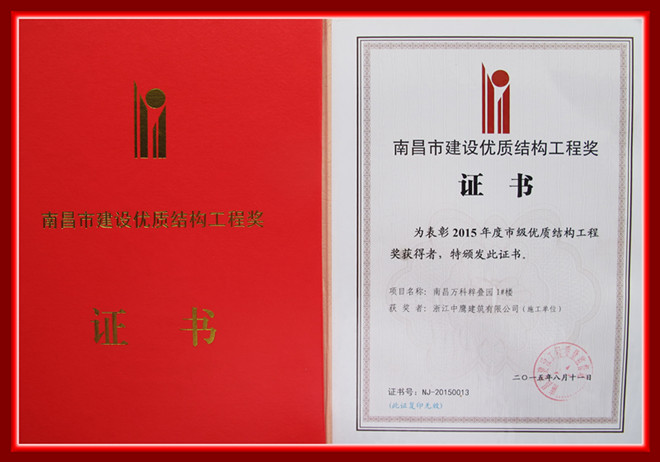 南昌市建设优质结构工程奖
证 书
南昌市建设优质结构工程奖
证 书
为表彰2015年度市级优质结构工程
奖获得者，特颁发此证书。
项目名称：南昌万科粹叠园1#楼
获 奖 者：浙江中鹰建筑有限公司（施工单位）
二〇一五年八月十一日
证书号：NJ-20150013
(此证复印无效)